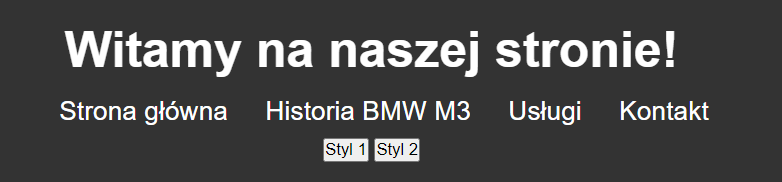 Witamy na naszej stronie!
Strona główna Historia BMW M3 Usługi Kontakt
Styl 1 Styl 2